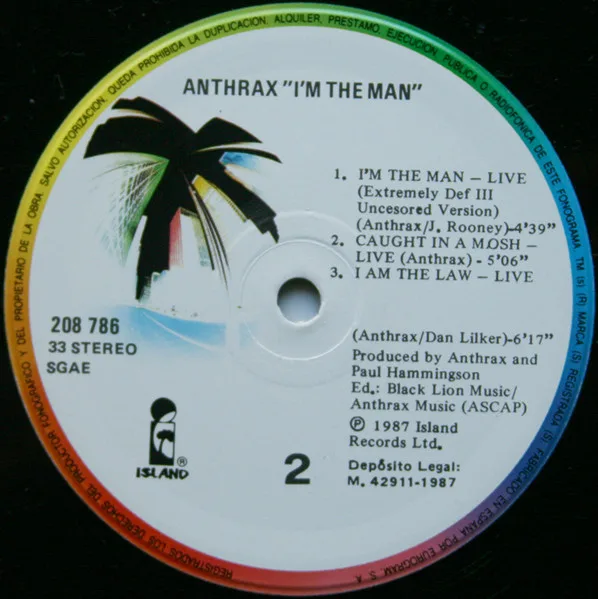 ANTHRAX "I'M THE MAN"
1. I'M THE MAN – LIVE
(Extremely Def III
Uncesored Version)
(Anthrax/J. Rooney)-4'39"
2. CAUGHT IN A MOSH –
LIVE (Anthrax) - 5'06"
3. I AM THE LAW – LIVE
(Anthrax/Dan Lilker)-6'17"
Produced by Anthrax and
Paul Hammingson
Ed.: Black Lion Music/
Anthrax Music (ASCAP)
Ⓟ 1987 Island
Records Ltd.
Depósito Legal:
M. 42911-1987
208 786
33 STEREO
SGAE
ISLAND ®
2
REGISTRADOS LOS DERECHOS DEL PRODUCTOR FONOGRAFICO Y DEL PROPIETARIO DE LA OBRA. SALVO AUTORIZACION, QUEDA PROHIBIDA LA DUPLICACION, ALQUILER, PRESTAMO, EJECUCION, PUBLICA O RADIOFONICA DE ESTE FONOGRAMA TM (s) (R) MARCA (S) REGISTRADA (S). FABRICADO EN ESPAÑA POR EUROGRAM, S. A.